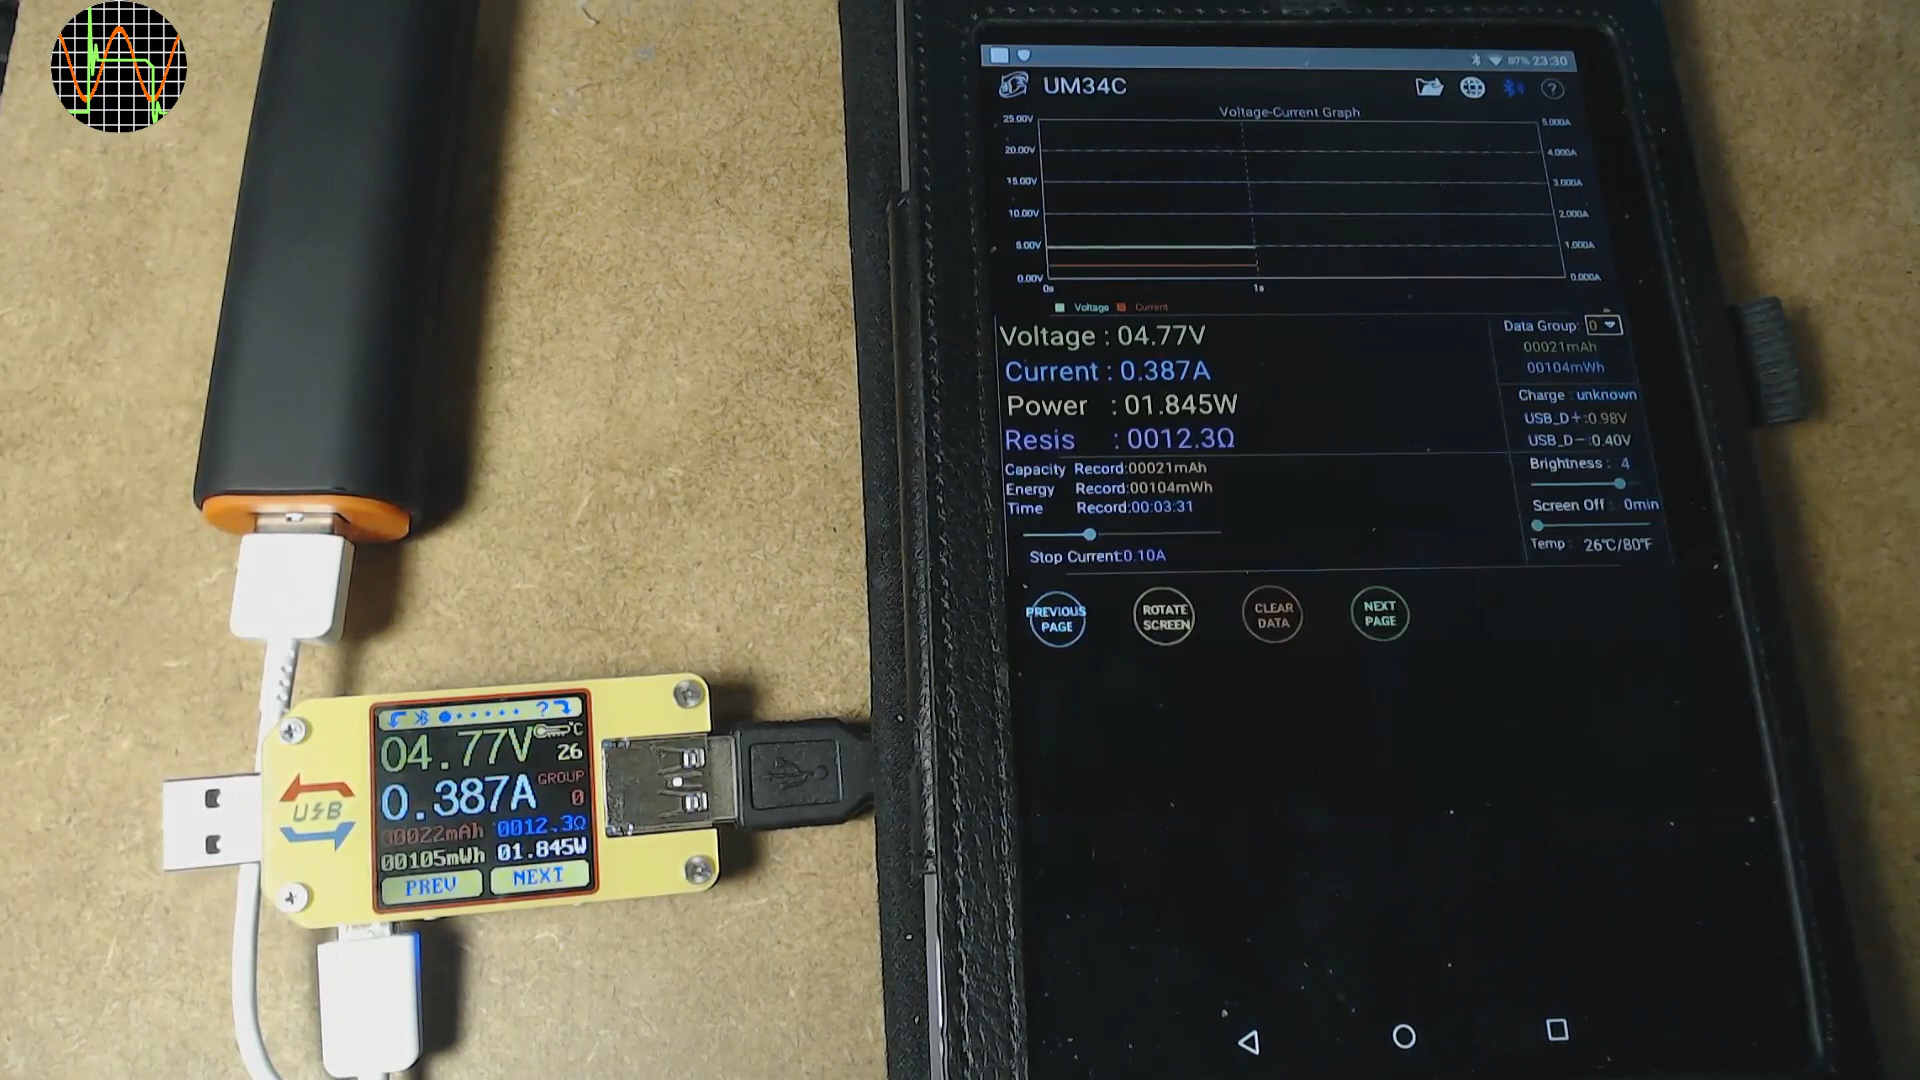 87% 23:30
UM34C
?
Voltage-Current Graph
25.00V
5.000A
20.00V
4.000A
15.00V
3.000A
10.00V
2.000A
5.00V
1.000A
0.00V
0.000A
0s
1s
Voltage Current
Voltage : 04.77V
Current : 0.387A
Power : 01.845W
Resis : 0012.3Ω
Data Group: 0
00021mAh
00104mWh
Charge : unknown
USB_D+:0.98V
USB_D-:0.40V
Capacity Record:00021mAh
Energy Record:00104mWh
Time Record:00:03:31
Stop Current:0.10A
Brightness : 4
Screen Off : 0min
Temp : 26℃/80℉
PREVIOUS
PAGE
ROTATE
SCREEN
CLEAR
DATA
NEXT
PAGE
USB
?
04.77V
°C
26
0.387A
GROUP
0
00022mAh 0012.3Ω
00105mWh 01.845W
PREV NEXT